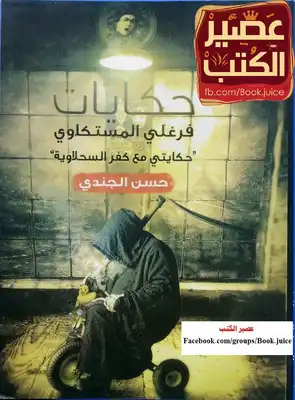 عصير
الكتب
fb.com/Book.juice
حكايات
فرغلي المستكاوي
"حكايتي مع كفر السحلاوية"
حسن الجندي
عصير الكتب
Facebook.com/groups/Book.juice